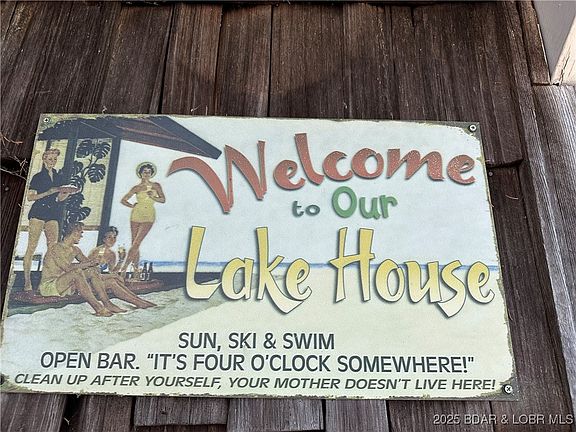 Welcome
to Our
Lake House
SUN, SKI & SWIM
OPEN BAR. "IT'S FOUR O'CLOCK SOMEWHERE!"
CLEAN UP AFTER YOURSELF, YOUR MOTHER DOESN'T LIVE HERE!
2025 BDAR & LOBR MLS